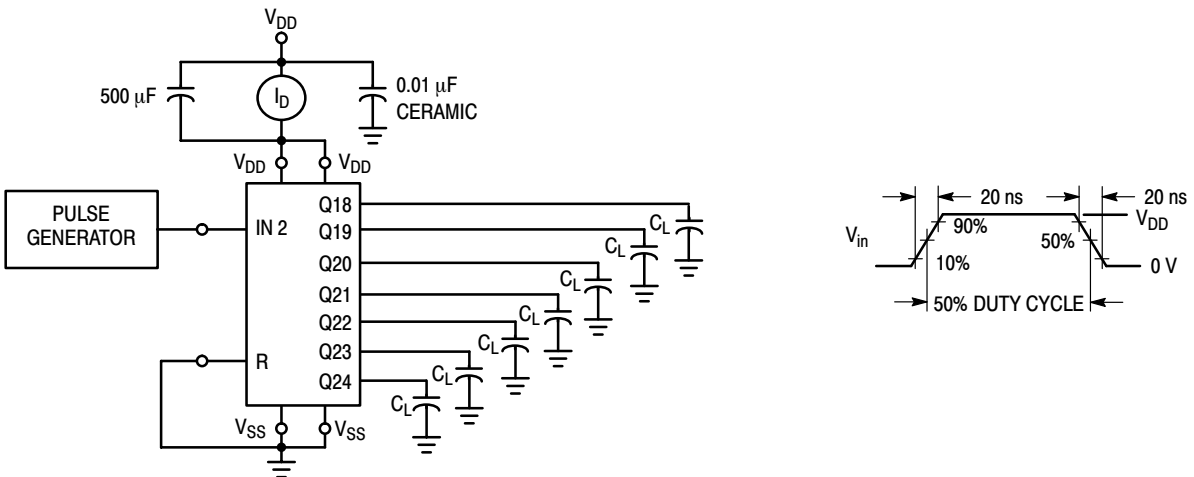 V_DD
500 μF
I_D
0.01 μF
CERAMIC
V_DD
V_DD
PULSE
GENERATOR
IN 2
R
Q18
Q19
Q20
Q21
Q22
Q23
Q24
C_L
C_L
C_L
C_L
C_L
C_L
C_L
V_SS
V_SS
20 ns
20 ns
V_in
90%
50%
V_DD
10%
0 V
50% DUTY CYCLE